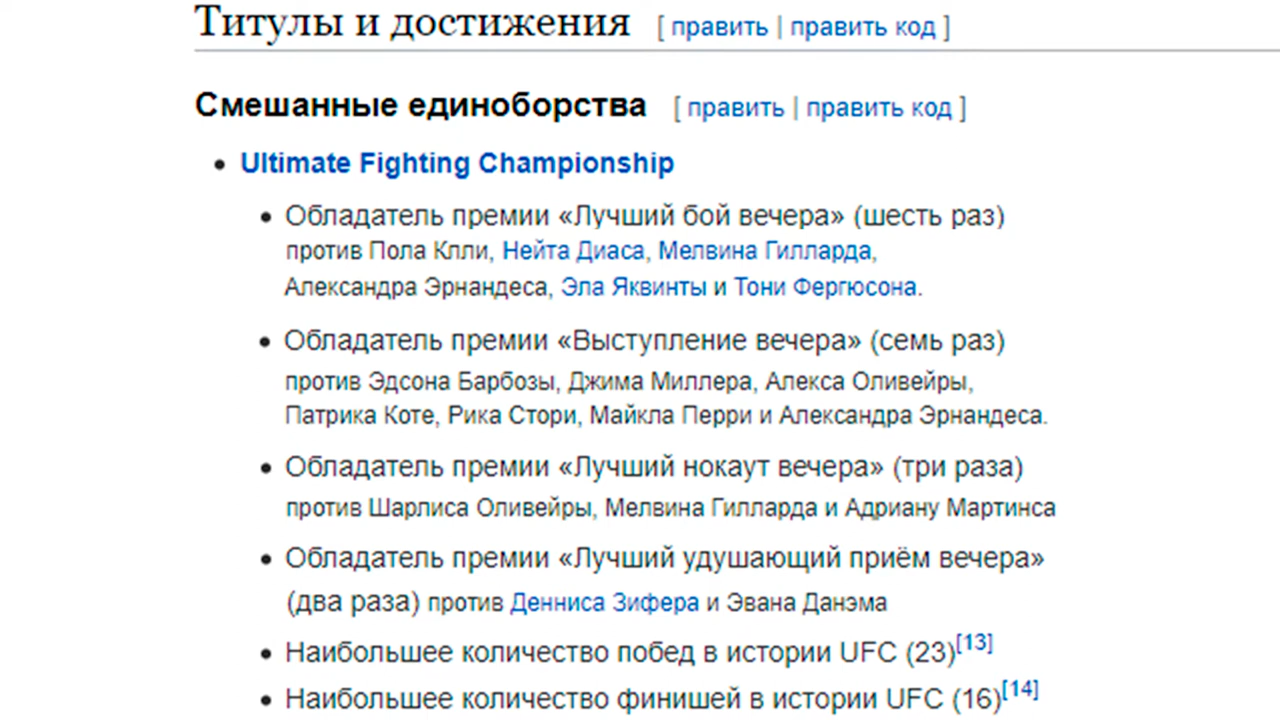 Титулы и достижения [ править | править код ]
Смешанные единоборства [ править | править код ]
• Ultimate Fighting Championship
• Обладатель премии «Лучший бой вечера» (шесть раз)
против Пола Клли, Нейта Диаса, Мелвина Гилларда,
Александра Эрнандеса, Эла Яквинты и Тони Фергюсона.
• Обладатель премии «Выступление вечера» (семь раз)
против Эдсона Барбозы, Джима Миллера, Алекса Оливейры,
Патрика Коте, Рика Стори, Майкла Перри и Александра Эрнандеса.
• Обладатель премии «Лучший нокаут вечера» (три раза)
против Шарлиса Оливейры, Мелвина Гилларда и Адриану Мартинса
• Обладатель премии «Лучший удушающий приём вечера»
(два раза) против Денниса Зифера и Эвана Данэма
• Наибольшее количество побед в истории UFC (23)[13]
• Наибольшее количество финишей в истории UFC (16)[14]